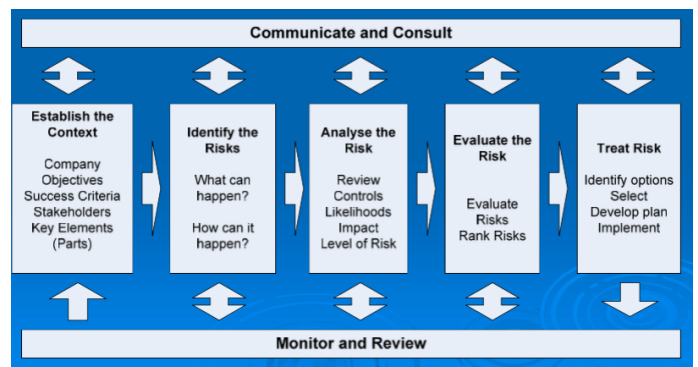 Communicate and Consult
Establish the
Context
Company
Objectives
Success Criteria
Stakeholders
Key Elements
(Parts)
Identify the
Risks
What can
happen?
How can it
happen?
Analyse the
Risk
Review
Controls
Likelihoods
Impact
Level of Risk
Evaluate the
Risk
Evaluate
Risks
Rank Risks
Treat Risk
Identify options
Select
Develop plan
Implement
Monitor and Review